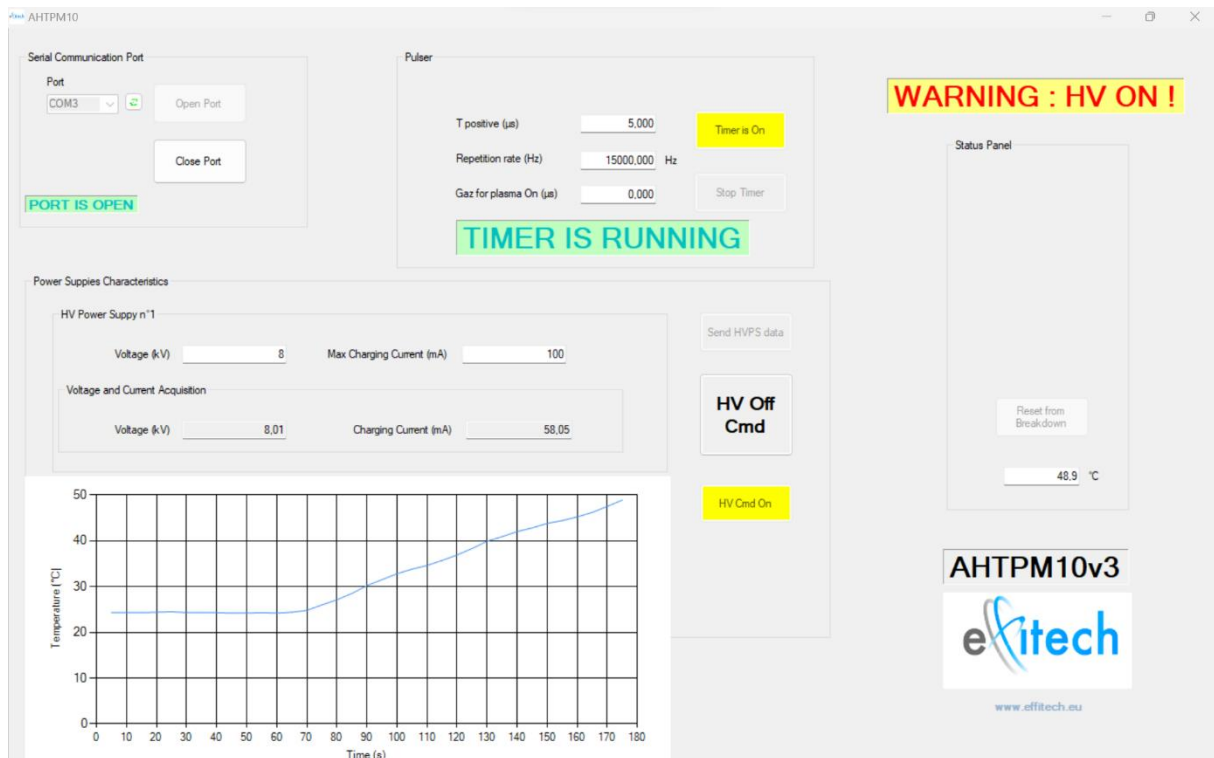 AHTPM10
Serial Communication Port
Port
COM3
Open Port
Close Port
PORT IS OPEN
Pulser
T positive (µs) 5,000
Timer is On
Repetition rate (Hz) 15000,000 Hz
Gaz for plasma On (µs) 0,000
Stop Timer
TIMER IS RUNNING
WARNING : HV ON !
Status Panel
Reset from
Breakdown
48,9 °C
Power Suppies Characteristics
HV Power Suppy n°1
Voltage (kV) 8 Max Charging Current (mA) 100
Voltage and Current Acquisition
Voltage (kV) 8,01 Charging Current (mA) 58,05
Send HVPS data
HV Off
Cmd
HV Cmd On
Temperature (°C)
50
40
30
20
10
0
0 10 20 30 40 50 60 70 80 90 100 110 120 130 140 150 160 170 180
Time (s)
AHTPM10v3
effitech
www.effitech.eu